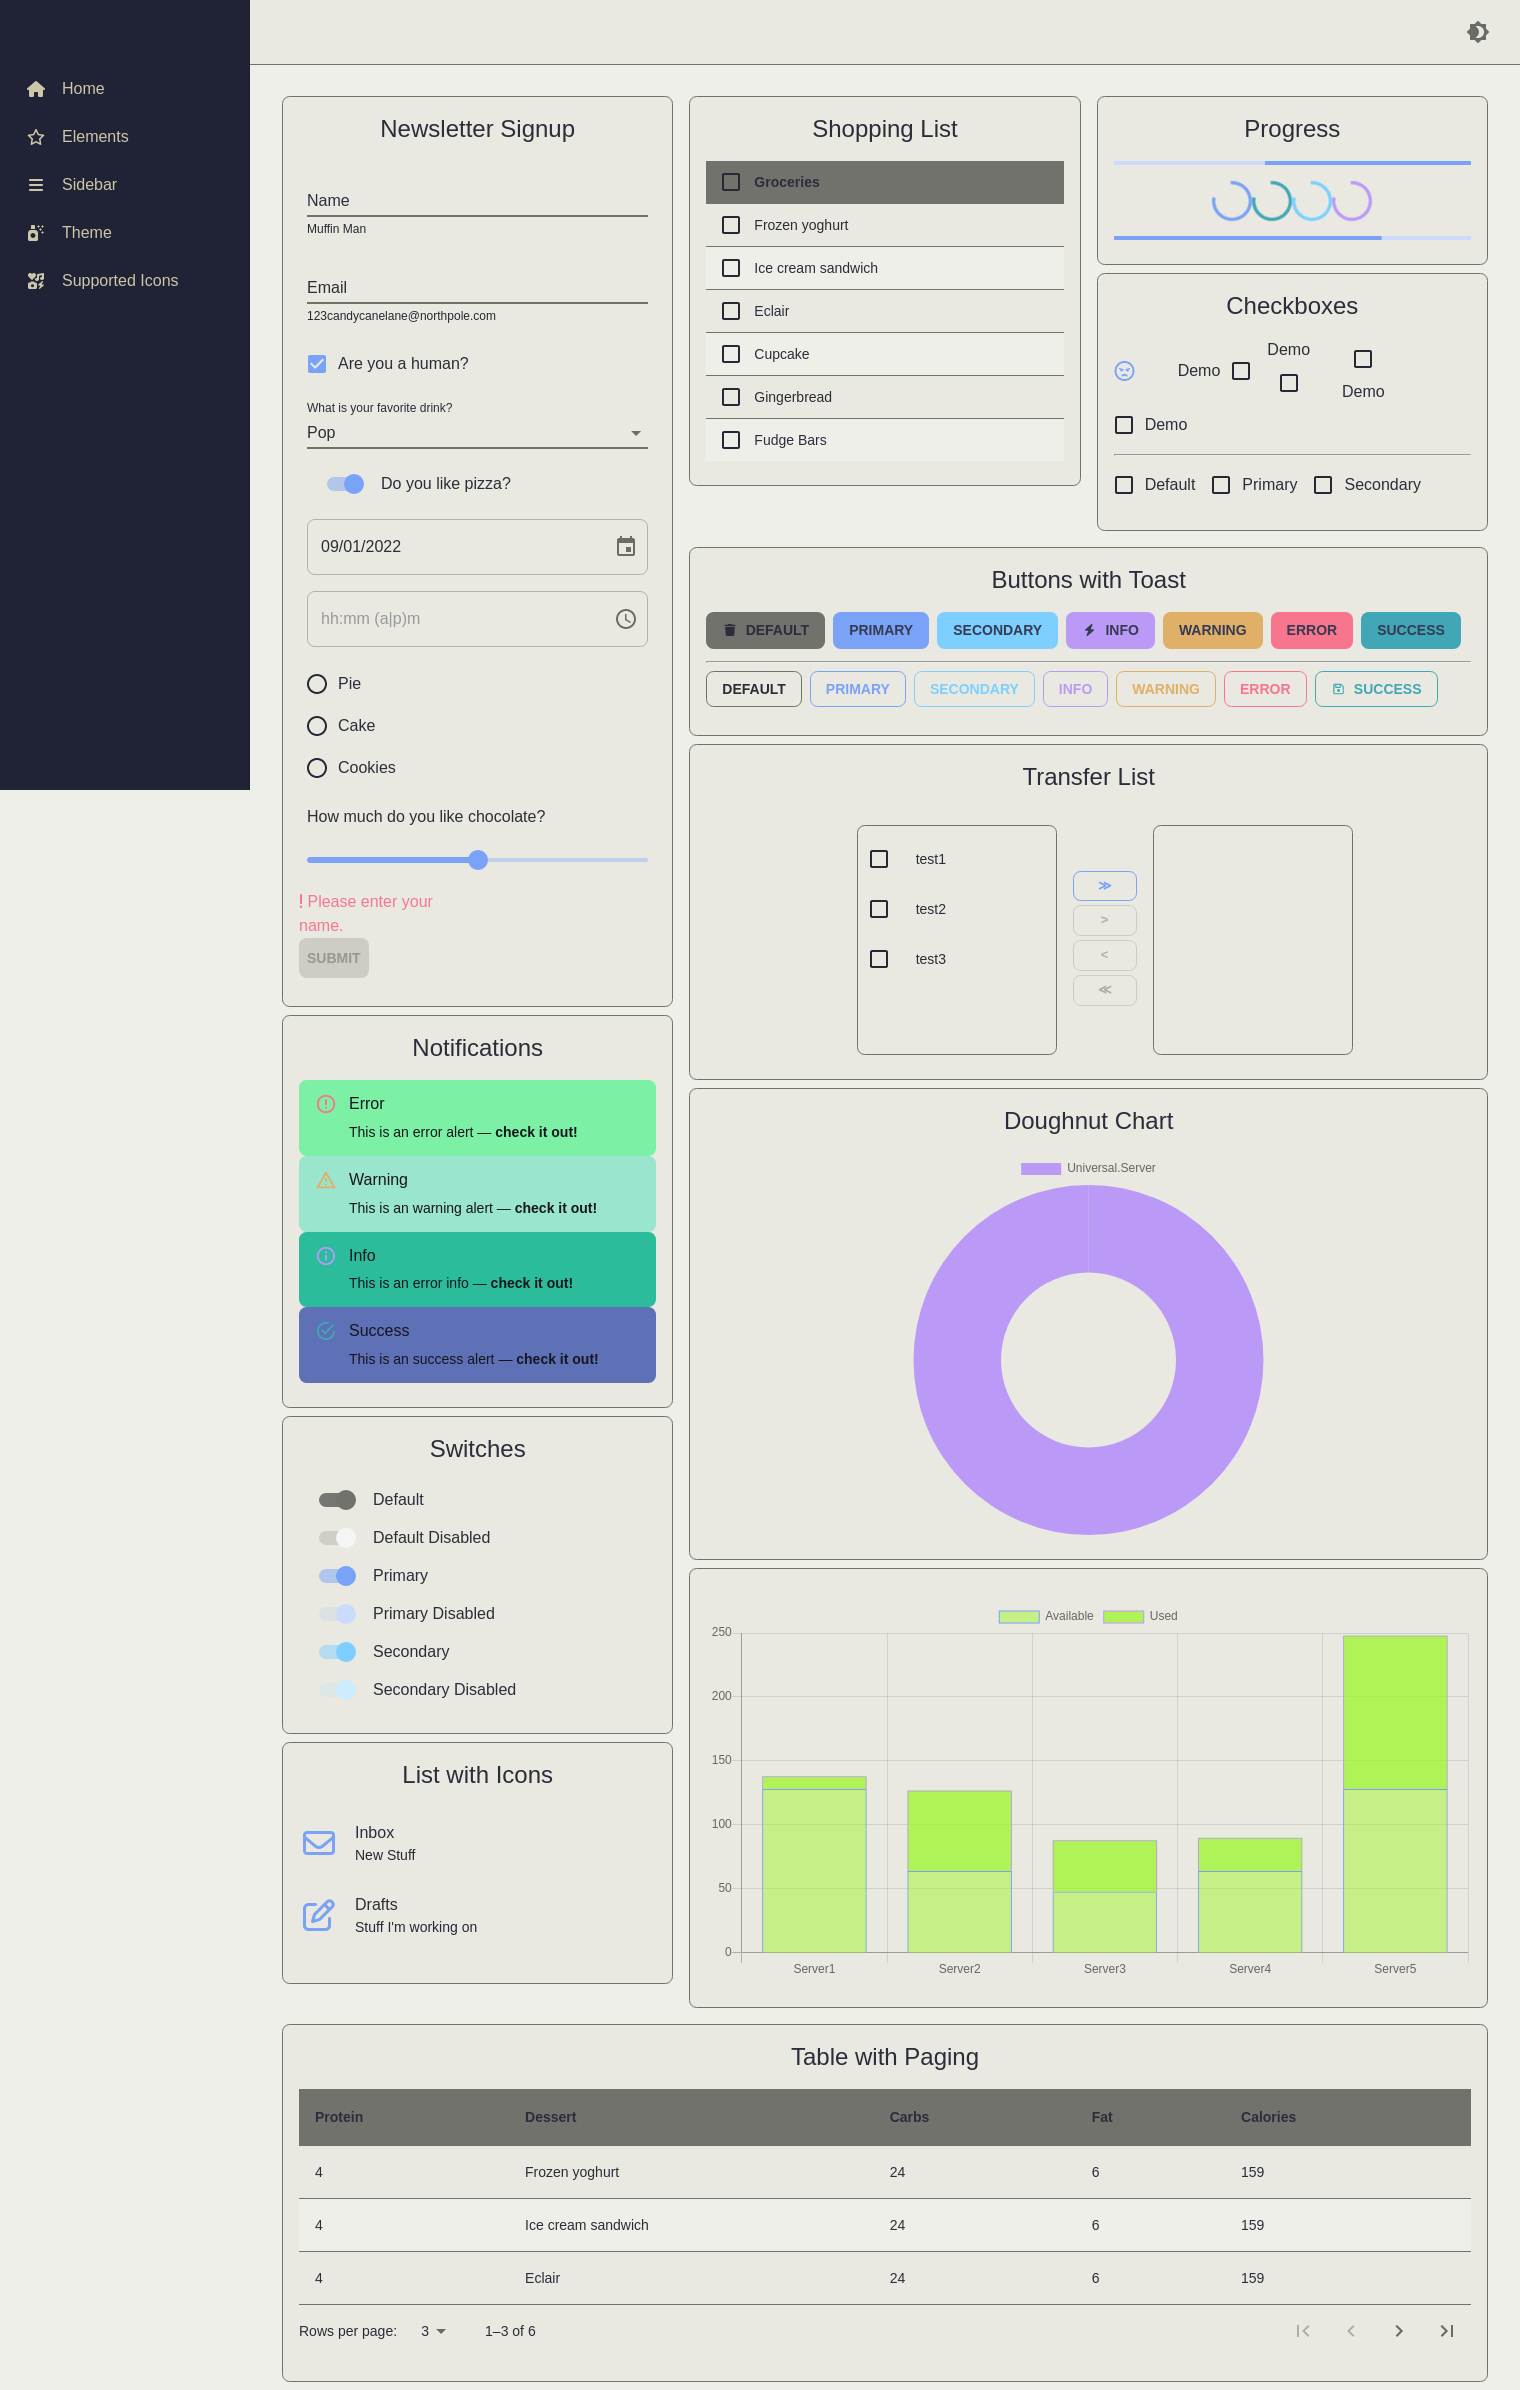 Home
Elements
Sidebar
Theme
Supported Icons
Newsletter Signup
Name
Muffin Man
Email
123candycanelane@northpole.com
Are you a human?
What is your favorite drink?
Pop
Do you like pizza?
09/01/2022
hh:mm (a|p)m
Pie
Cake
Cookies
How much do you like chocolate?
! Please enter your
name.
SUBMIT
Notifications
Error
This is an error alert — check it out!
Warning
This is an warning alert — check it out!
Info
This is an error info — check it out!
Success
This is an success alert — check it out!
Switches
Default
Default Disabled
Primary
Primary Disabled
Secondary
Secondary Disabled
List with Icons
Inbox
New Stuff
Drafts
Stuff I'm working on
Shopping List
Groceries
Frozen yoghurt
Ice cream sandwich
Eclair
Cupcake
Gingerbread
Fudge Bars
Progress
Checkboxes
Demo
Demo
Demo
Demo
Default Primary Secondary
Buttons with Toast
DEFAULT PRIMARY SECONDARY INFO WARNING ERROR SUCCESS
DEFAULT PRIMARY SECONDARY INFO WARNING ERROR SUCCESS
Transfer List
test1
test2
test3
≫
>
<
≪
Doughnut Chart
Universal.Server
Available Used
250
200
150
100
50
0
Server1 Server2 Server3 Server4 Server5
Table with Paging
Protein Dessert Carbs Fat Calories
4 Frozen yoghurt 24 6 159
4 Ice cream sandwich 24 6 159
4 Eclair 24 6 159
Rows per page: 3 1–3 of 6